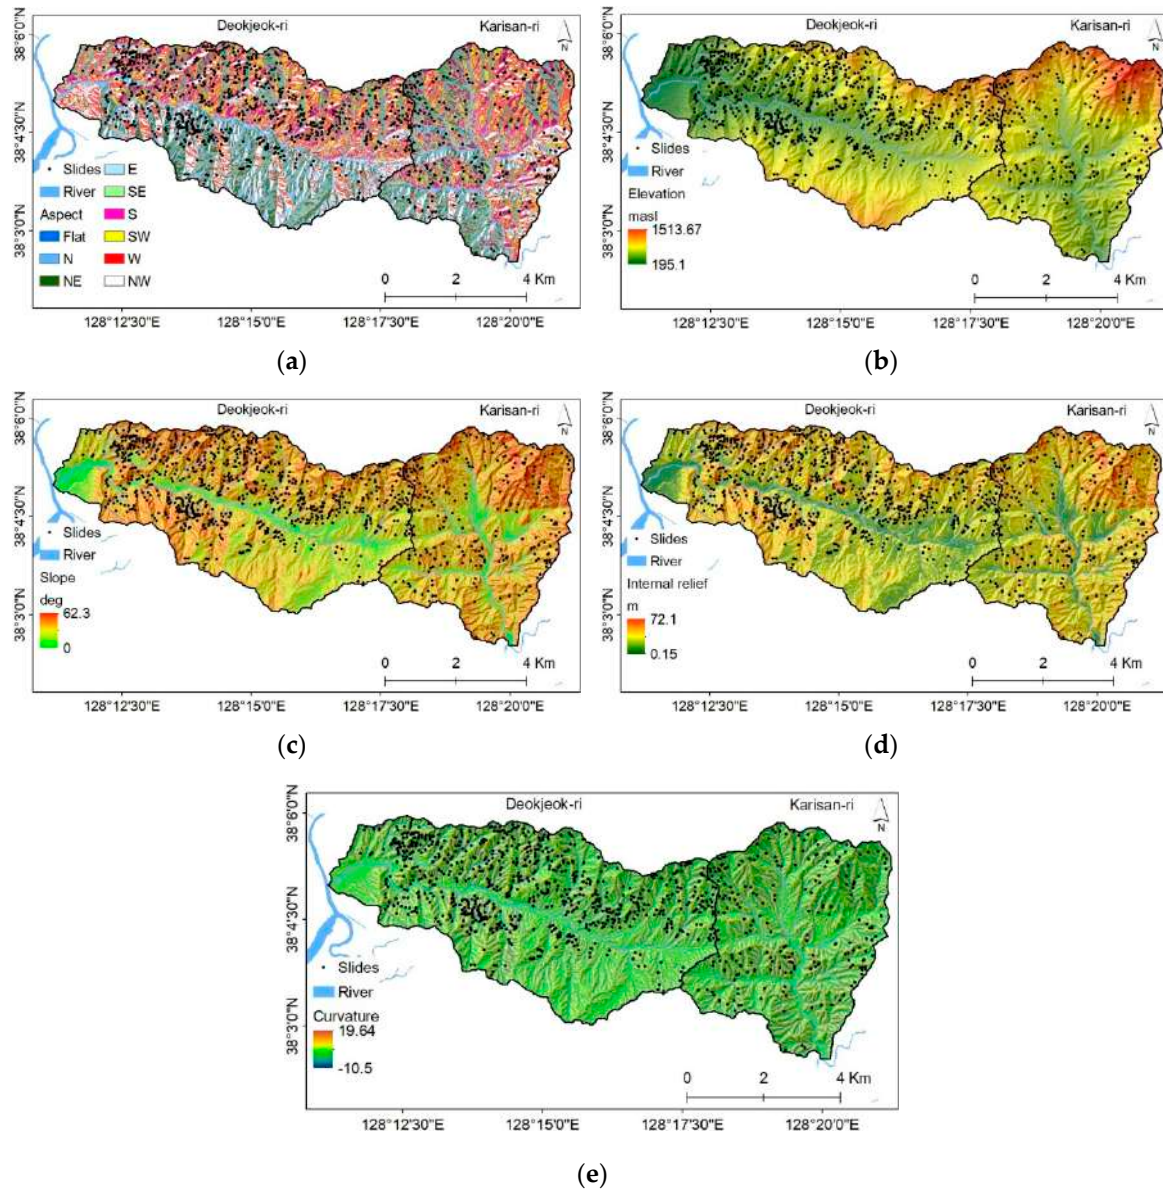 Deokjeok-ri Karisan-ri
N
38°6'0"N
38°4'30"N
38°3'0"N
Slides
River
Aspect
Flat
N
NE
E
SE
S
SW
W
NW
0 2 4 Km
128°12'30"E 128°15'0"E 128°17'30"E 128°20'0"E
(a)
Deokjeok-ri Karisan-ri
N
38°6'0"N
38°4'30"N
38°3'0"N
Slides
River
Elevation
masl
1513.67
195.1
0 2 4 Km
128°12'30"E 128°15'0"E 128°17'30"E 128°20'0"E
(b)
Deokjeok-ri Karisan-ri
N
38°6'0"N
38°4'30"N
38°3'0"N
Slides
River
Slope
deg
62.3
0
0 2 4 Km
128°12'30"E 128°15'0"E 128°17'30"E 128°20'0"E
(c)
Deokjeok-ri Karisan-ri
N
38°6'0"N
38°4'30"N
38°3'0"N
Slides
River
Internal relief
m
72.1
0.15
0 2 4 Km
128°12'30"E 128°15'0"E 128°17'30"E 128°20'0"E
(d)
Deokjeok-ri Karisan-ri
N
38°6'0"N
38°4'30"N
38°3'0"N
Slides
River
Curvature
19.64
-10.5
0 2 4 Km
128°12'30"E 128°15'0"E 128°17'30"E 128°20'0"E
(e)